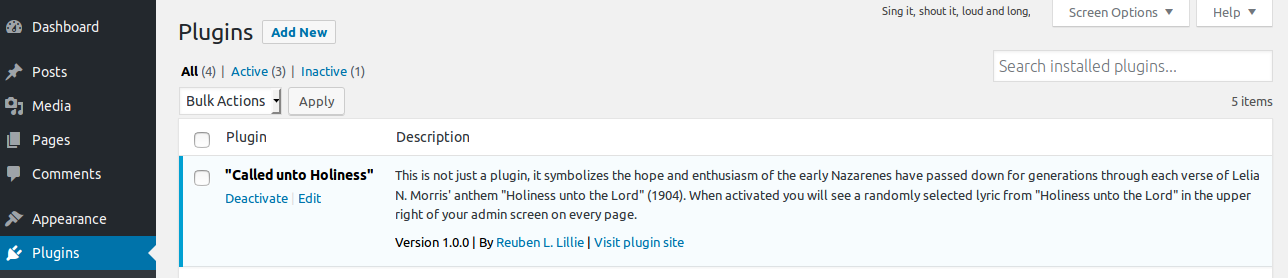 Sing it, shout it, loud and long,
Screen Options
Help
Dashboard
Posts
Media
Pages
Comments
Appearance
Plugins
Plugins Add New
All (4) | Active (3) | Inactive (1)
Search installed plugins...
Bulk Actions Apply
5 items
Plugin Description
"Called unto Holiness"
Deactivate | Edit
This is not just a plugin, it symbolizes the hope and enthusiasm of the early Nazarenes have passed down for generations through each verse of Lelia
N. Morris' anthem "Holiness unto the Lord" (1904). When activated you will see a randomly selected lyric from "Holiness unto the Lord" in the upper
right of your admin screen on every page.
Version 1.0.0 | By Reuben L. Lillie | Visit plugin site